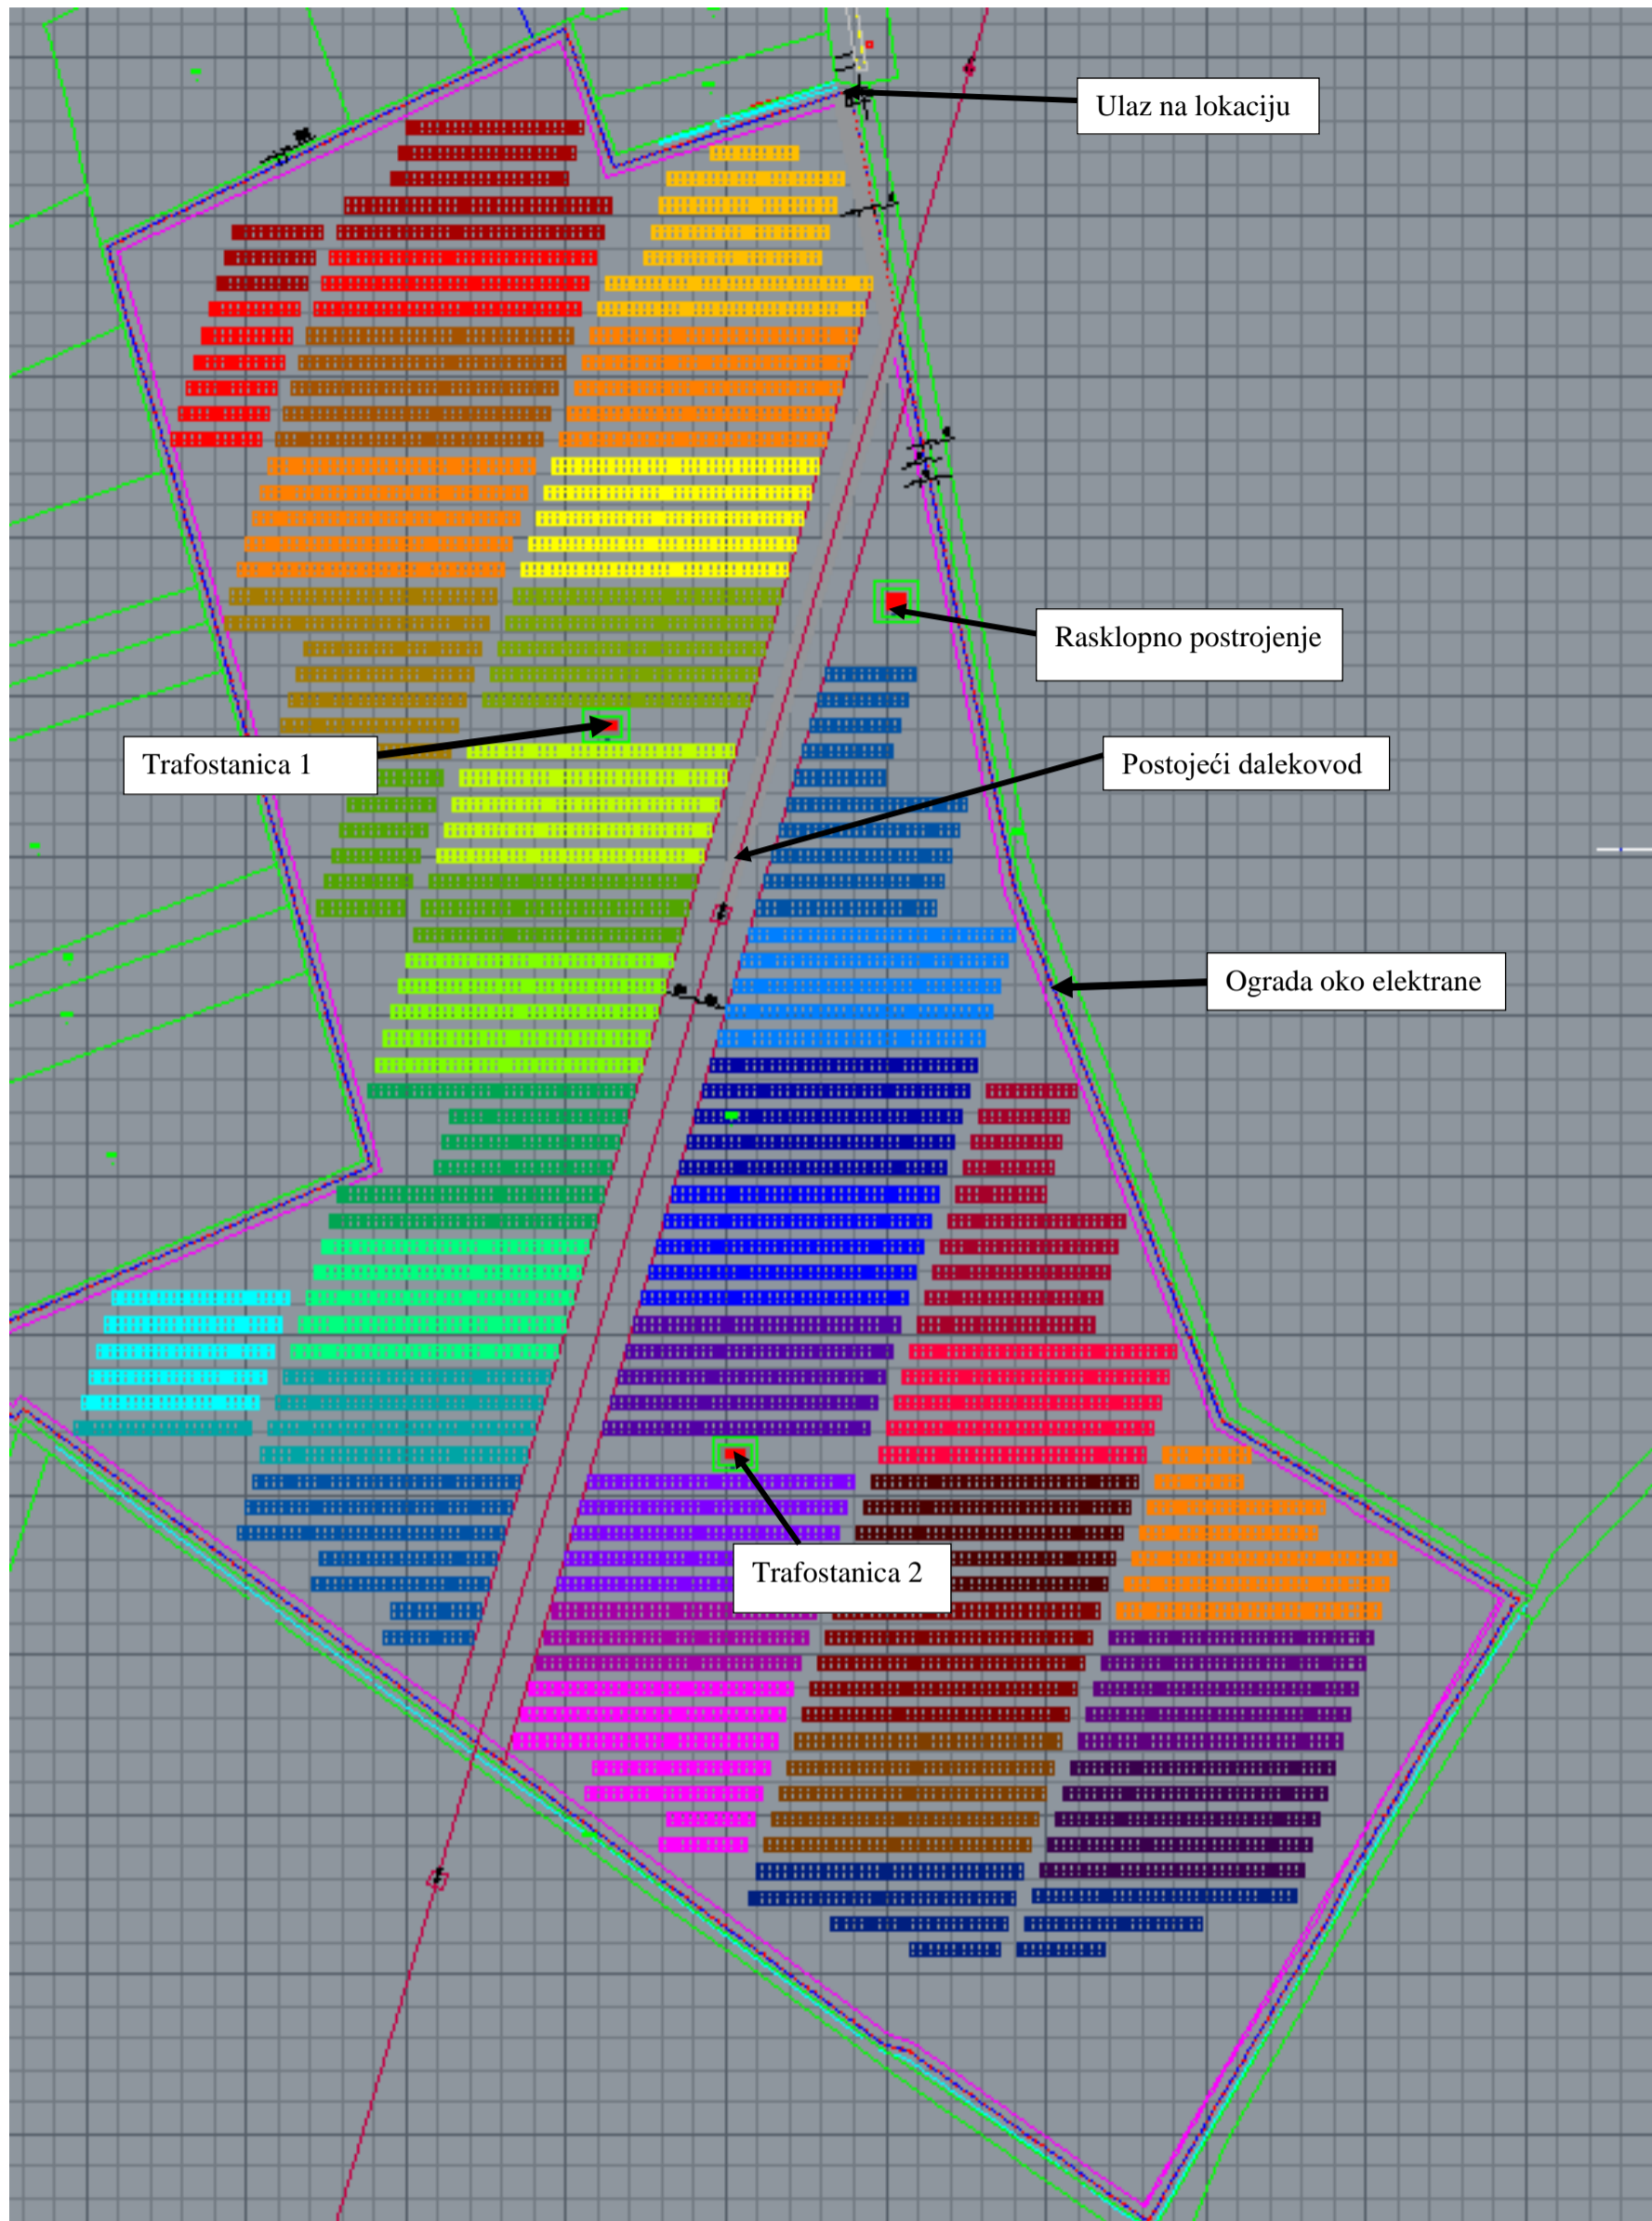 Ulaz na lokaciju
Rasklopno postrojenje
Trafostanica 1
Postojeći dalekovod
Ograda oko elektrane
Trafostanica 2